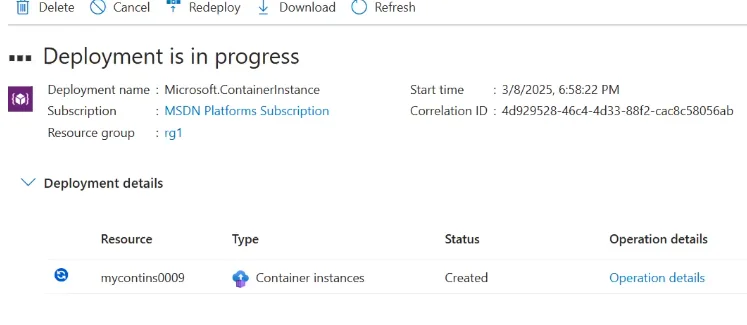 Delete Cancel Redeploy Download Refresh
Deployment is in progress
Deployment name : Microsoft.ContainerInstance Start time : 3/8/2025, 6:58:22 PM
Subscription : MSDN Platforms Subscription Correlation ID : 4d929528-46c4-4d33-88f2-cac8c58056ab
Resource group : rg1
Deployment details
Resource Type Status Operation details
mycontins0009 Container instances Created Operation details